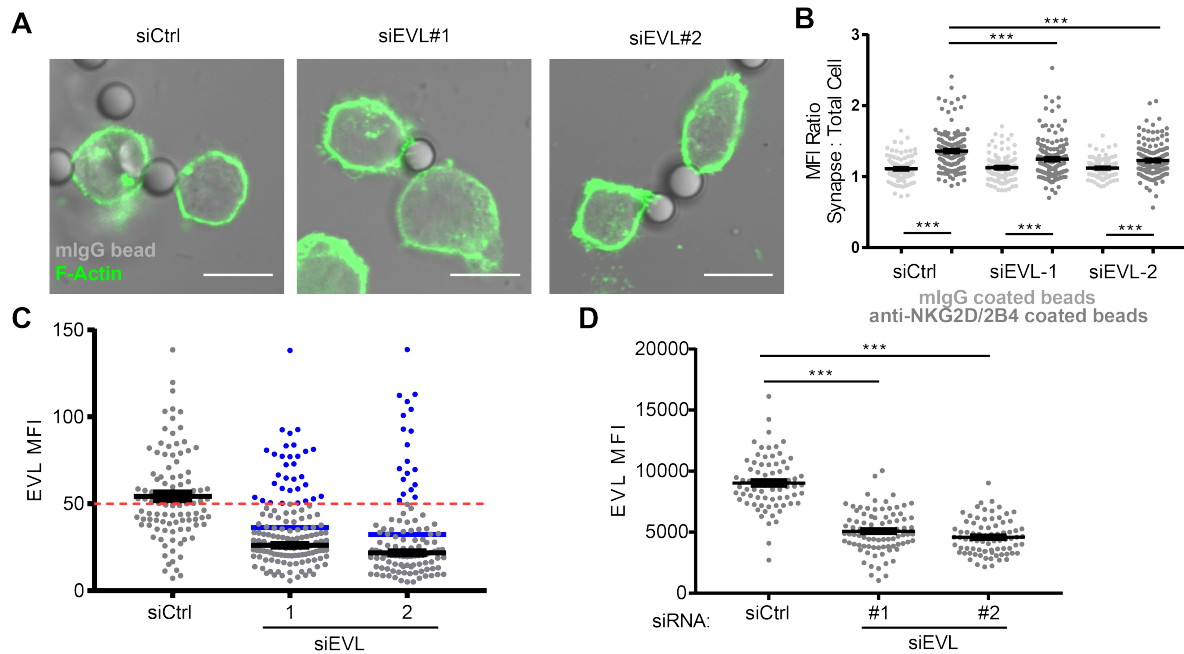 A
siCtrl
siEVL#1
siEVL#2
mIgG bead
F-Actin
B
MFI Ratio
Synapse : Total Cell
3
2
1
0
***
***
***
***
***
siCtrl
siEVL-1
siEVL-2
mIgG coated beads
anti-NKG2D/2B4 coated beads
C
EVL MFI
150
100
50
0
siCtrl
1
2
siEVL
D
EVL MFI
20000
15000
10000
5000
0
***
***
siRNA:
siCtrl
#1
#2
siEVL